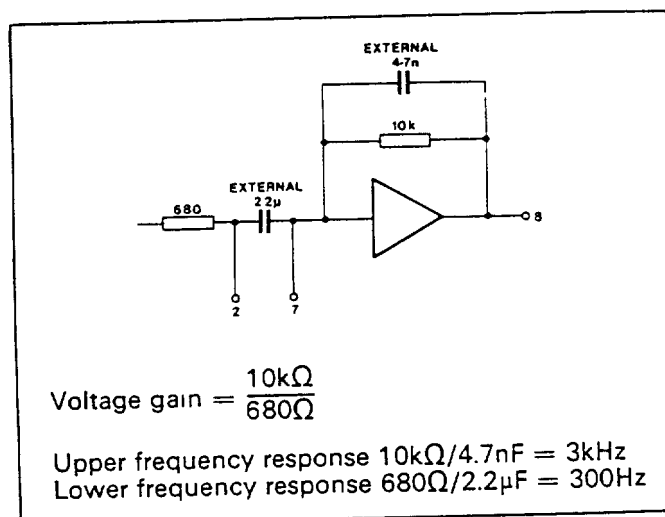 EXTERNAL
4·7n
10k
EXTERNAL
2 2µ
680
8
2
7
Voltage gain = 10kΩ
680Ω
Upper frequency response 10kΩ/4.7nF = 3kHz
Lower frequency response 680Ω/2.2µF = 300Hz